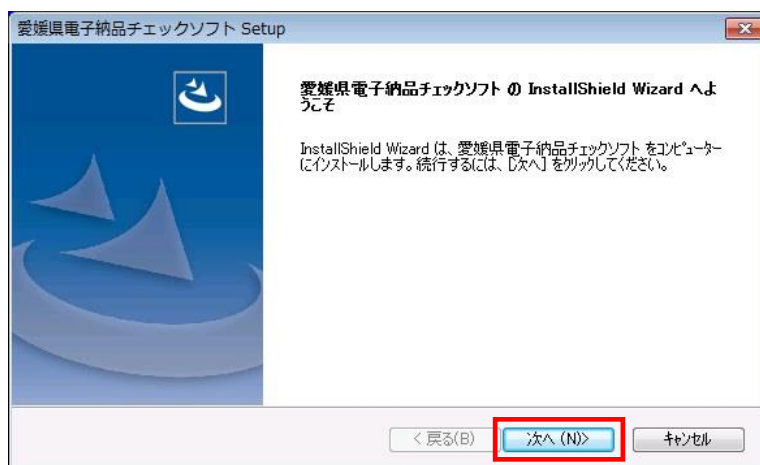 愛媛県電子納品チェックソフト Setup
愛媛県電子納品チェックソフト の InstallShield Wizard へよ
うこそ
InstallShield Wizard は、愛媛県電子納品チェックソフト をコンピューター
にインストールします。続行するには、[次へ] をクリックしてください。
< 戻る(B)
次へ (N)>
キャンセル